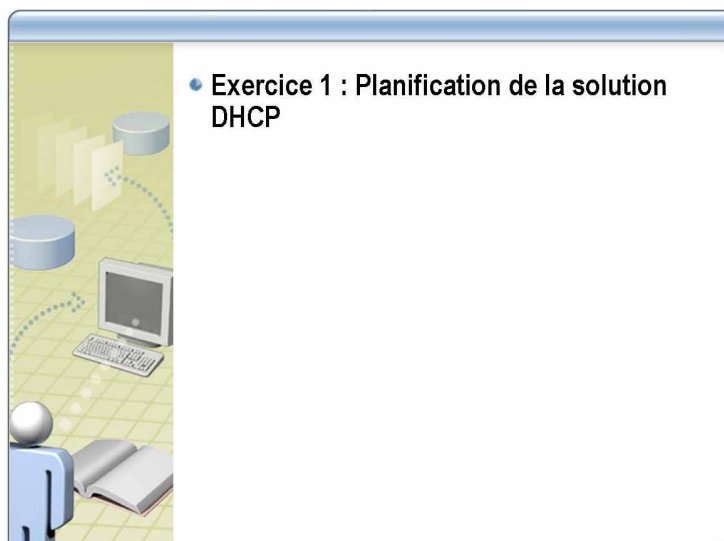 Exercice 1 : Planification de la solution
DHCP